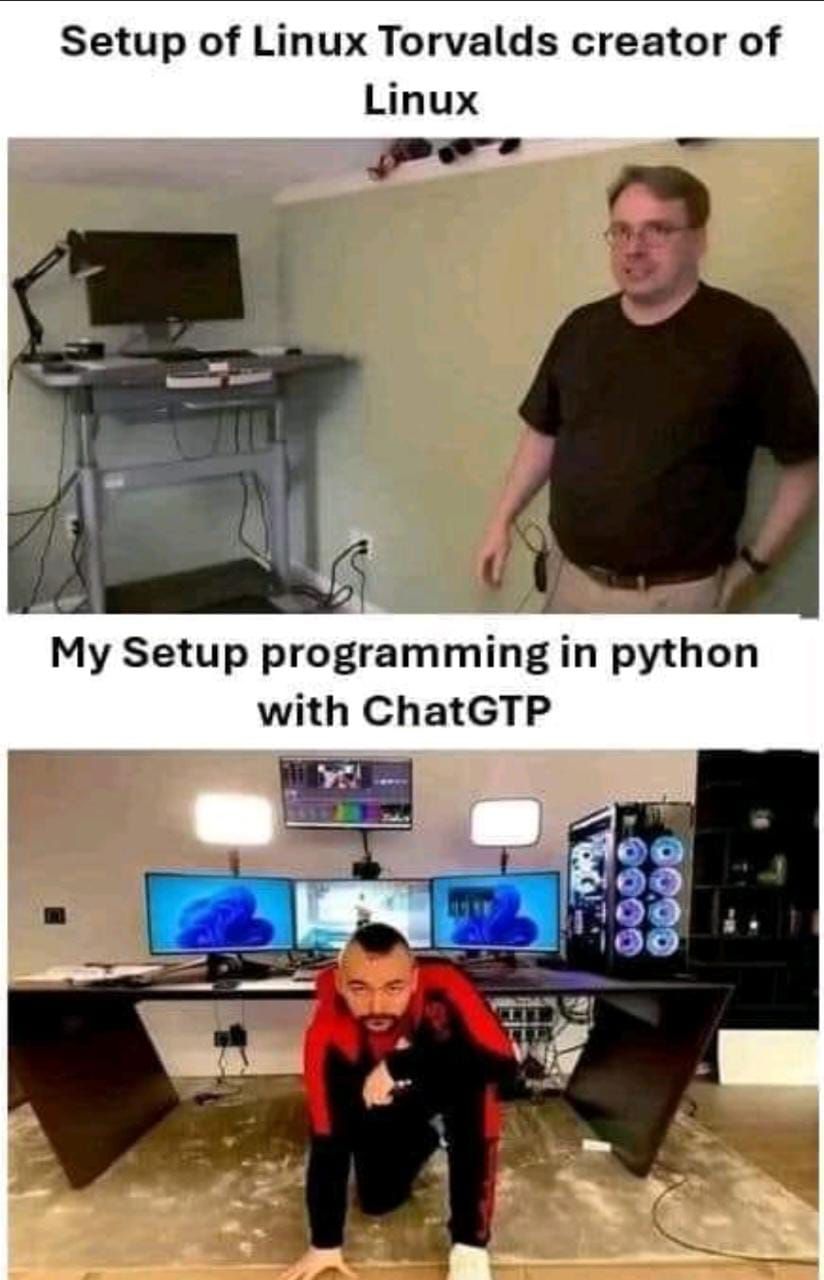 Setup of Linux Torvalds creator of
Linux
My Setup programming in python
with ChatGTP